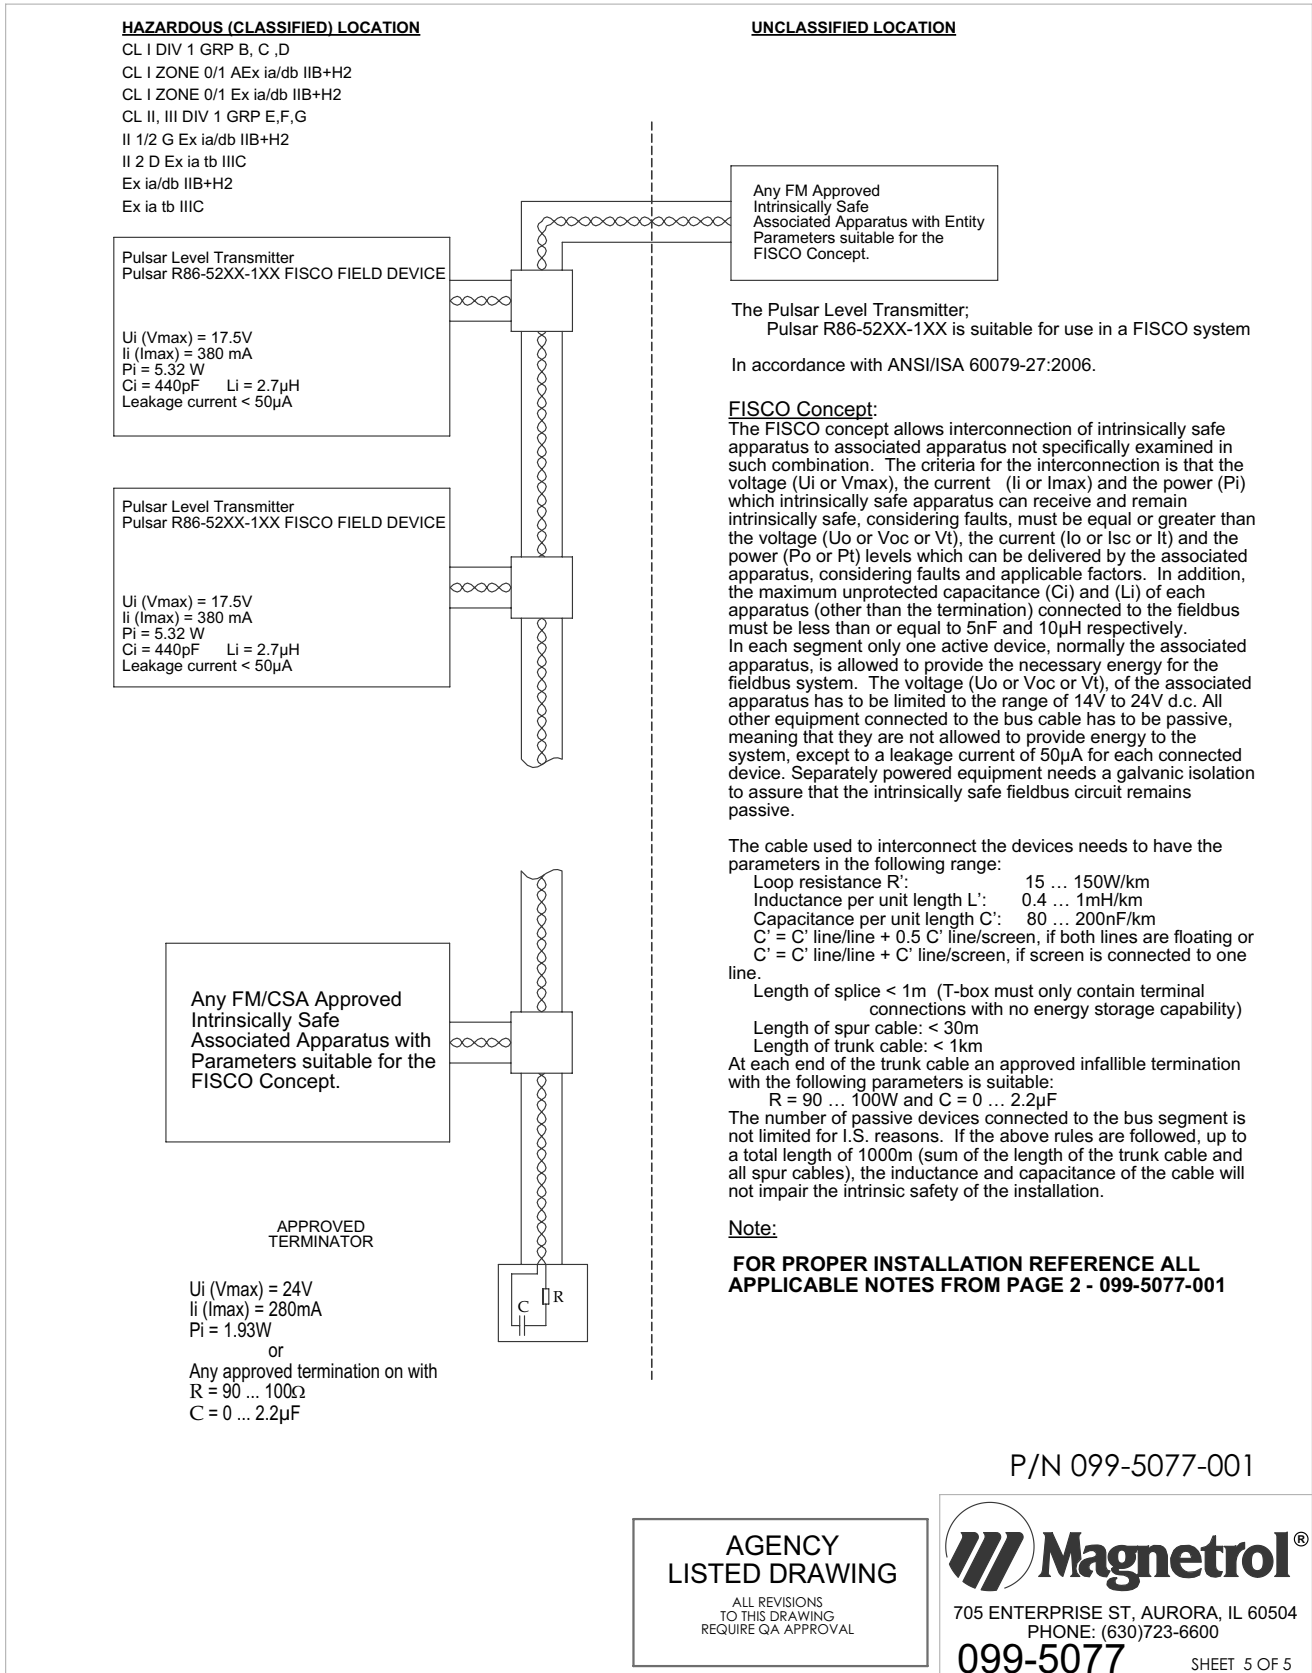 HAZARDOUS (CLASSIFIED) LOCATION
CL I DIV 1 GRP B, C ,D
CL I ZONE 0/1 AEx ia/db IIB+H2
CL I ZONE 0/1 Ex ia/db IIB+H2
CL II, III DIV 1 GRP E,F,G
II 1/2 G Ex ia/db IIB+H2
II 2 D Ex ia tb IIIC
Ex ia/db IIB+H2
Ex ia tb IIIC
Pulsar Level Transmitter
Pulsar R86-52XX-1XX FISCO FIELD DEVICE
Ui (Vmax) = 17.5V
Ii (Imax) = 380 mA
Pi = 5.32 W
Ci = 440pF Li = 2.7µH
Leakage current < 50µA
Pulsar Level Transmitter
Pulsar R86-52XX-1XX FISCO FIELD DEVICE
Ui (Vmax) = 17.5V
Ii (Imax) = 380 mA
Pi = 5.32 W
Ci = 440pF Li = 2.7µH
Leakage current < 50µA
Any FM/CSA Approved
Intrinsically Safe
Associated Apparatus with
Parameters suitable for the
FISCO Concept.
APPROVED
TERMINATOR
Ui (Vmax) = 24V
Ii (Imax) = 280mA
Pi = 1.93W
or
Any approved termination on with
R = 90 ... 100Ω
C = 0 ... 2.2µF
C
R
UNCLASSIFIED LOCATION
Any FM Approved
Intrinsically Safe
Associated Apparatus with Entity
Parameters suitable for the
FISCO Concept.
The Pulsar Level Transmitter;
Pulsar R86-52XX-1XX is suitable for use in a FISCO system
In accordance with ANSI/ISA 60079-27:2006.
FISCO Concept:
The FISCO concept allows interconnection of intrinsically safe
apparatus to associated apparatus not specifically examined in
such combination. The criteria for the interconnection is that the
voltage (Ui or Vmax), the current (Ii or Imax) and the power (Pi)
which intrinsically safe apparatus can receive and remain
intrinsically safe, considering faults, must be equal or greater than
the voltage (Uo or Voc or Vt), the current (Io or Isc or It) and the
power (Po or Pt) levels which can be delivered by the associated
apparatus, considering faults and applicable factors. In addition,
the maximum unprotected capacitance (Ci) and (Li) of each
apparatus (other than the termination) connected to the fieldbus
must be less than or equal to 5nF and 10µH respectively.
In each segment only one active device, normally the associated
apparatus, is allowed to provide the necessary energy for the
fieldbus system. The voltage (Uo or Voc or Vt), of the associated
apparatus has to be limited to the range of 14V to 24V d.c. All
other equipment connected to the bus cable has to be passive,
meaning that they are not allowed to provide energy to the
system, except to a leakage current of 50µA for each connected
device. Separately powered equipment needs a galvanic isolation
to assure that the intrinsically safe fieldbus circuit remains
passive.
The cable used to interconnect the devices needs to have the
parameters in the following range:
Loop resistance R': 15 … 150W/km
Inductance per unit length L': 0.4 … 1mH/km
Capacitance per unit length C': 80 … 200nF/km
C' = C' line/line + 0.5 C' line/screen, if both lines are floating or
C' = C' line/line + C' line/screen, if screen is connected to one
line.
Length of splice < 1m (T-box must only contain terminal
connections with no energy storage capability)
Length of spur cable: < 30m
Length of trunk cable: < 1km
At each end of the trunk cable an approved infallible termination
with the following parameters is suitable:
R = 90 … 100W and C = 0 … 2.2µF
The number of passive devices connected to the bus segment is
not limited for I.S. reasons. If the above rules are followed, up to
a total length of 1000m (sum of the length of the trunk cable and
all spur cables), the inductance and capacitance of the cable will
not impair the intrinsic safety of the installation.
Note:
FOR PROPER INSTALLATION REFERENCE ALL
APPLICABLE NOTES FROM PAGE 2 - 099-5077-001
P/N 099-5077-001
AGENCY
LISTED DRAWING
ALL REVISIONS
TO THIS DRAWING
REQUIRE QA APPROVAL
Magnetrol®
705 ENTERPRISE ST, AURORA, IL 60504
PHONE: (630)723-6600
099-5077 SHEET 5 OF 5